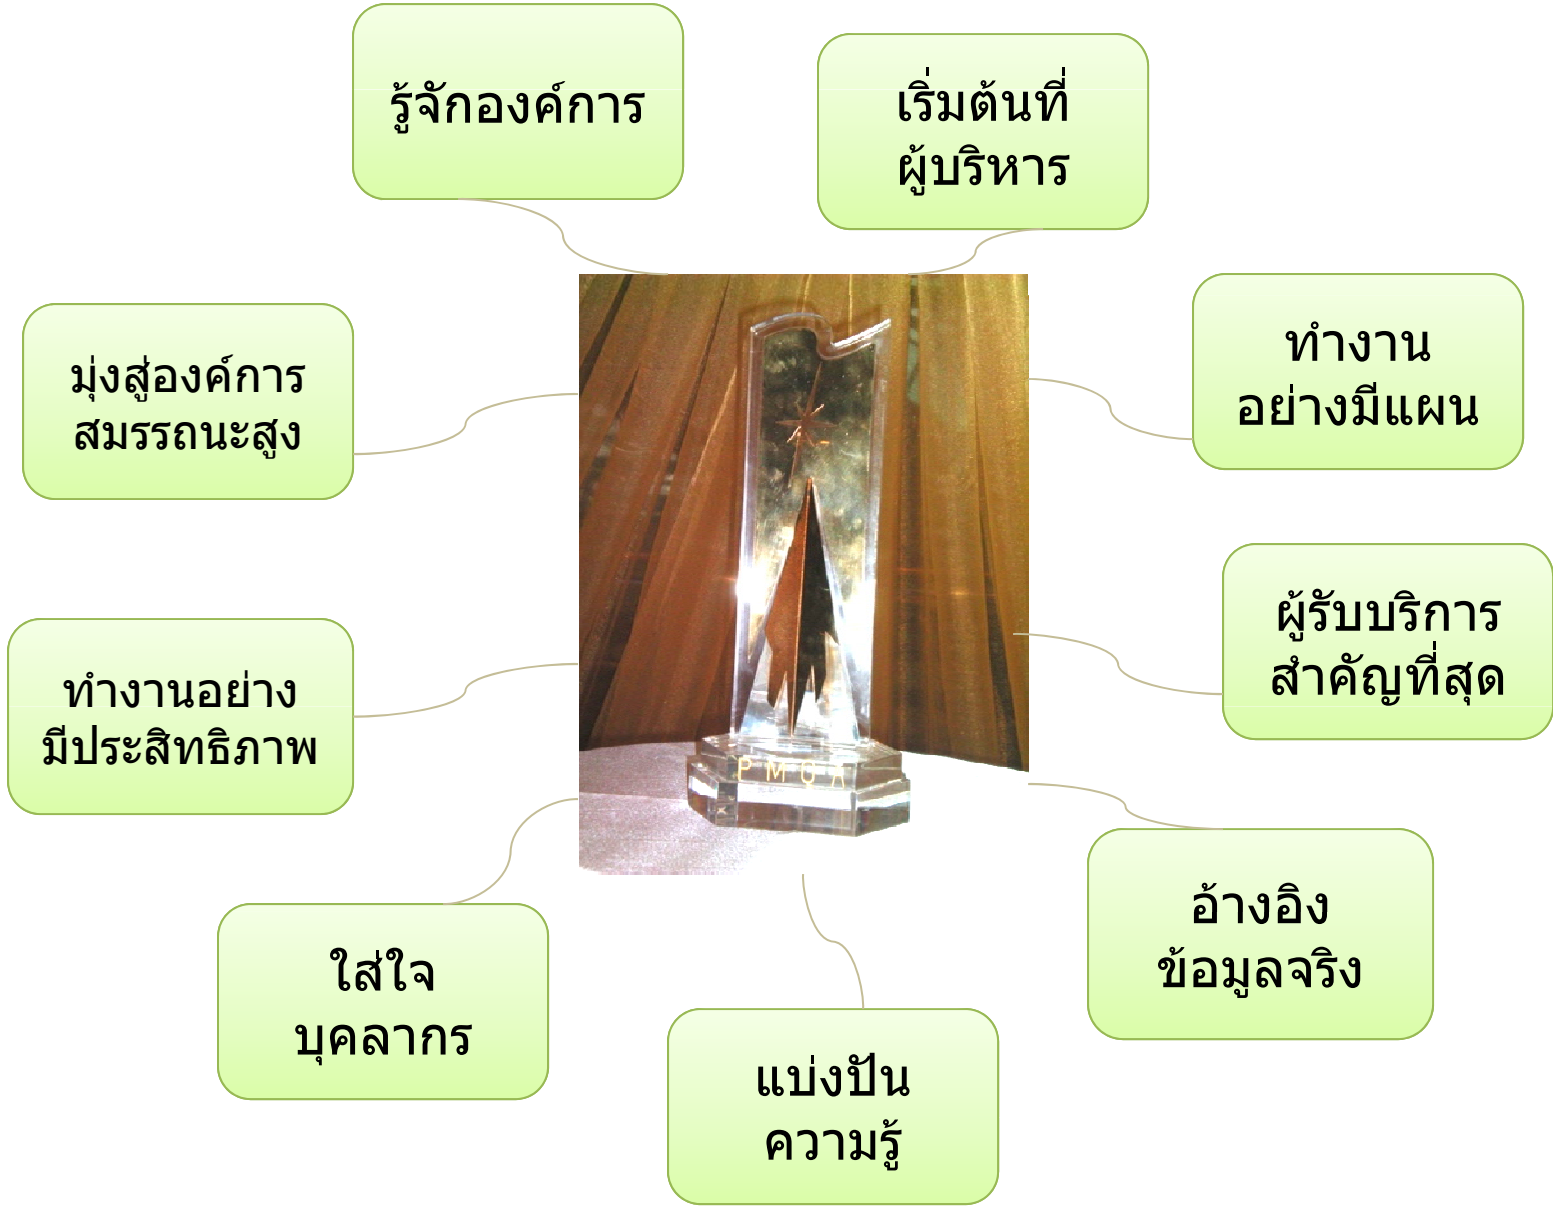 รู้จักองค์การ
เริ่มต้นที่
ผู้บริหาร
ทำงาน
อย่างมีแผน
ผู้รับบริการ
สำคัญที่สุด
อ้างอิง
ข้อมูลจริง
แบ่งปัน
ความรู้
ใส่ใจ
บุคลากร
ทำงานอย่าง
มีประสิทธิภาพ
มุ่งสู่องค์การ
สมรรถนะสูง
PMQA